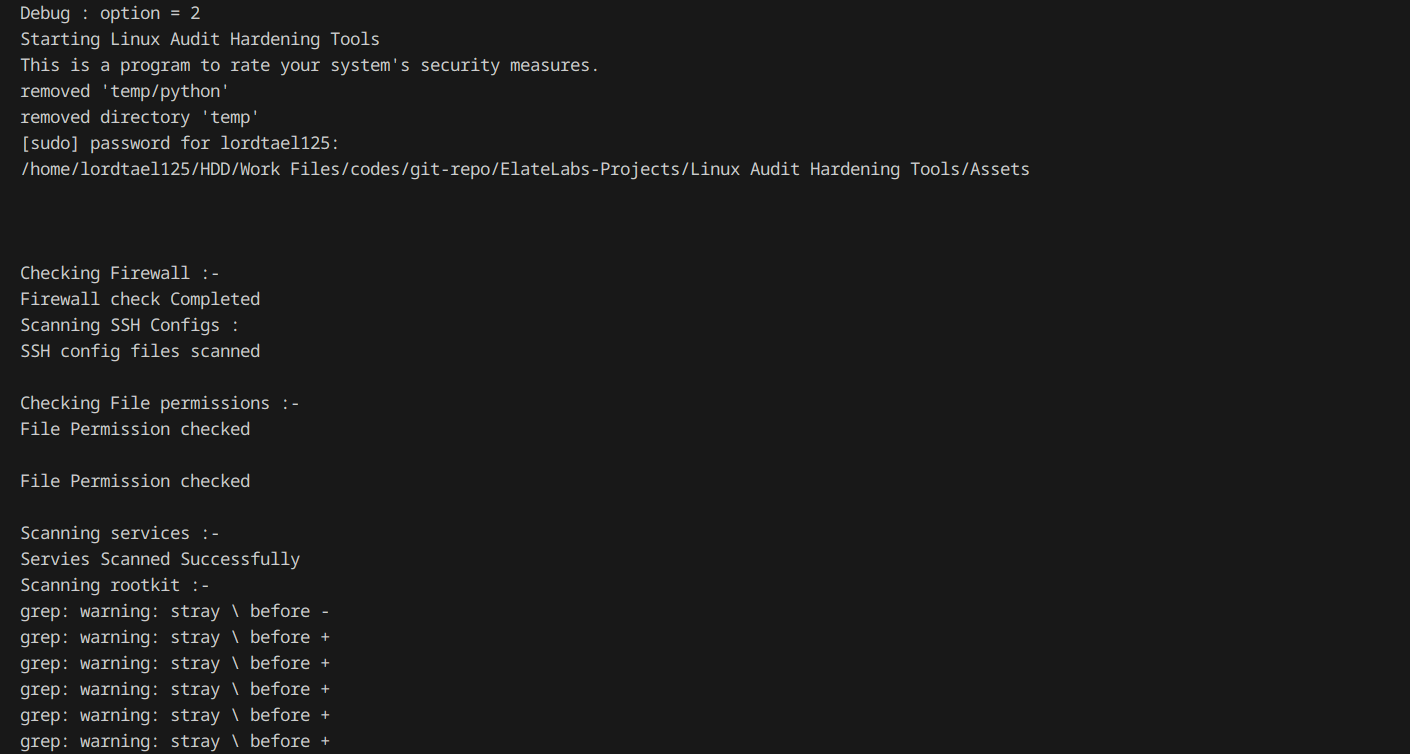 Debug : option = 2
Starting Linux Audit Hardening Tools
This is a program to rate your system's security measures.
removed 'temp/python'
removed directory 'temp'
[sudo] password for lordtael125:
/home/lordtael125/HDD/Work Files/codes/git-repo/ElateLabs-Projects/Linux Audit Hardening Tools/Assets
Checking Firewall :-
Firewall check Completed
Scanning SSH Configs :
SSH config files scanned
Checking File permissions :-
File Permission checked
File Permission checked
Scanning services :-
Servies Scanned Successfully
Scanning rootkit :-
grep: warning: stray \ before -
grep: warning: stray \ before +
grep: warning: stray \ before +
grep: warning: stray \ before +
grep: warning: stray \ before +
grep: warning: stray \ before +